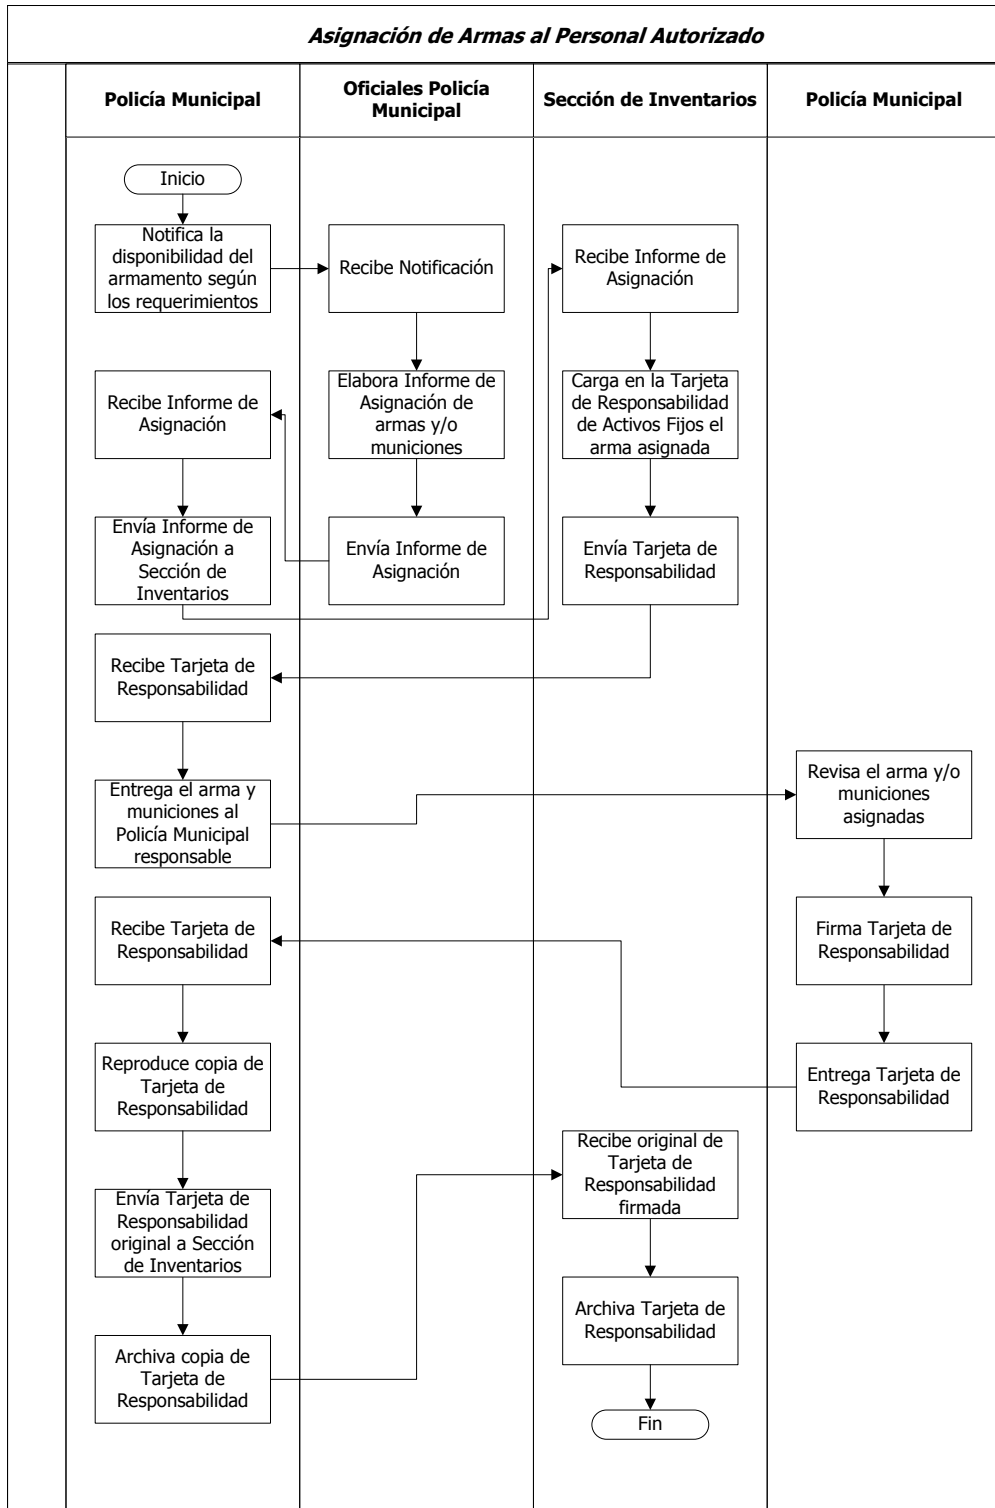 Asignación de Armas al Personal Autorizado
Policía Municipal
Oficiales Policía
Municipal
Sección de Inventarios
Policía Municipal
Inicio
Notifica la
disponibilidad del
armamento según
los requerimientos
Recibe Notificación
Recibe Informe de
Asignación
Recibe Informe de
Asignación
Elabora Informe de
Asignación de
armas y/o
municiones
Carga en la Tarjeta
de Responsabilidad
de Activos Fijos el
arma asignada
Envía Informe de
Asignación a
Sección de
Inventarios
Envía Informe de
Asignación
Envía Tarjeta de
Responsabilidad
Recibe Tarjeta de
Responsabilidad
Entrega el arma y
municiones al
Policía Municipal
responsable
Revisa el arma y/o
municiones
asignadas
Recibe Tarjeta de
Responsabilidad
Firma Tarjeta de
Responsabilidad
Reproduce copia de
Tarjeta de
Responsabilidad
Entrega Tarjeta de
Responsabilidad
Recibe original de
Tarjeta de
Responsabilidad
firmada
Envía Tarjeta de
Responsabilidad
original a Sección
de Inventarios
Archiva Tarjeta de
Responsabilidad
Archiva copia de
Tarjeta de
Responsabilidad
Fin